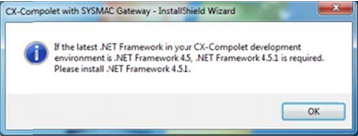 CX-Compolet with SYSMAC Gateway - InstallShield Wizard
If the latest .NET Framework in your CX-Compolet development
environment is .NET Framework 4.5, .NET Framework 4.5.1 is required.
Please install .NET Framework 4.5.1.
OK